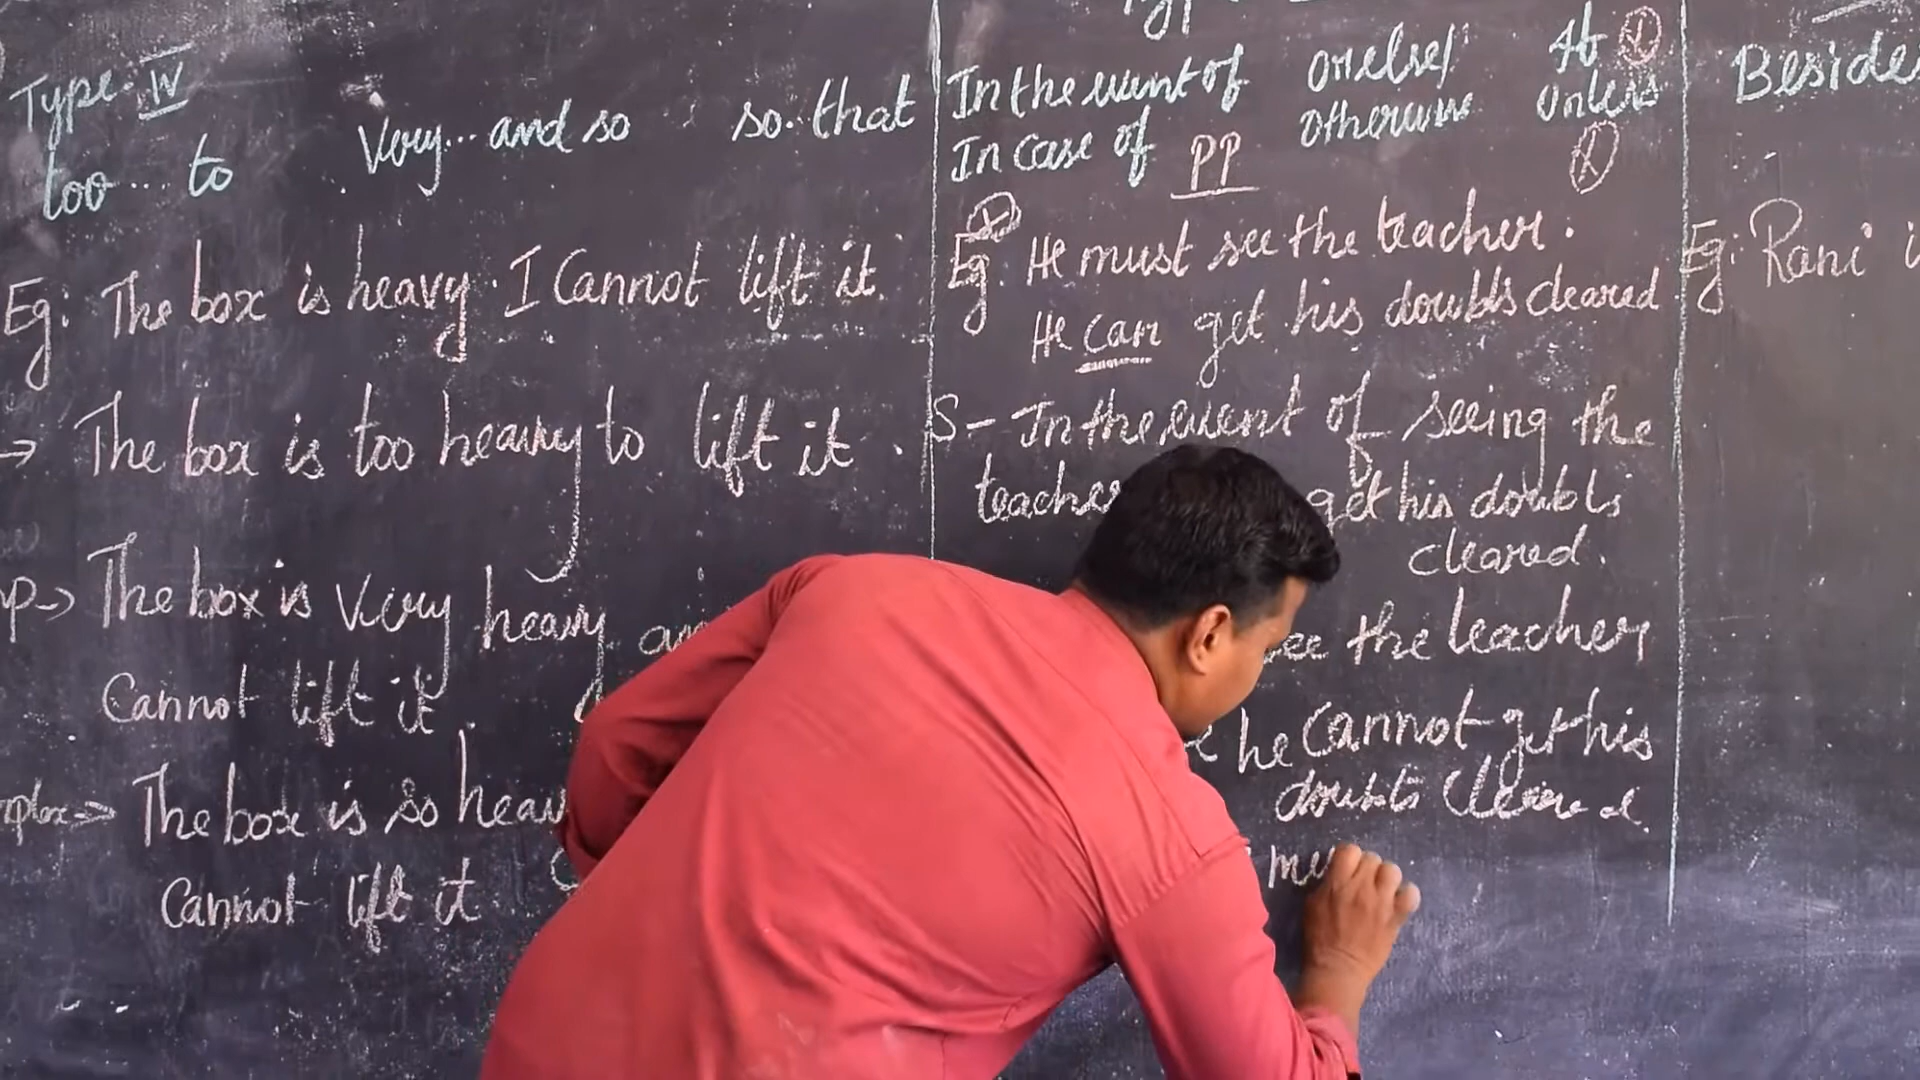 Type - IV
too... to Very... and so so.. that
Eg: The box is heavy. I Cannot lift it.
→ The box is too heavy to lift it.
→ The box is Very heavy
Cannot lift it.
→ The box is so
Cannot lift it
In the event of or else/ If
In Case of PP otherwise Unless
Eg. He must see the teacher.
He can get his doubts cleared
S - In the event of seeing the
get his doubts
cleared.
see the teacher
he cannot get his
doubts cleared.
Besides
Eg: Rani